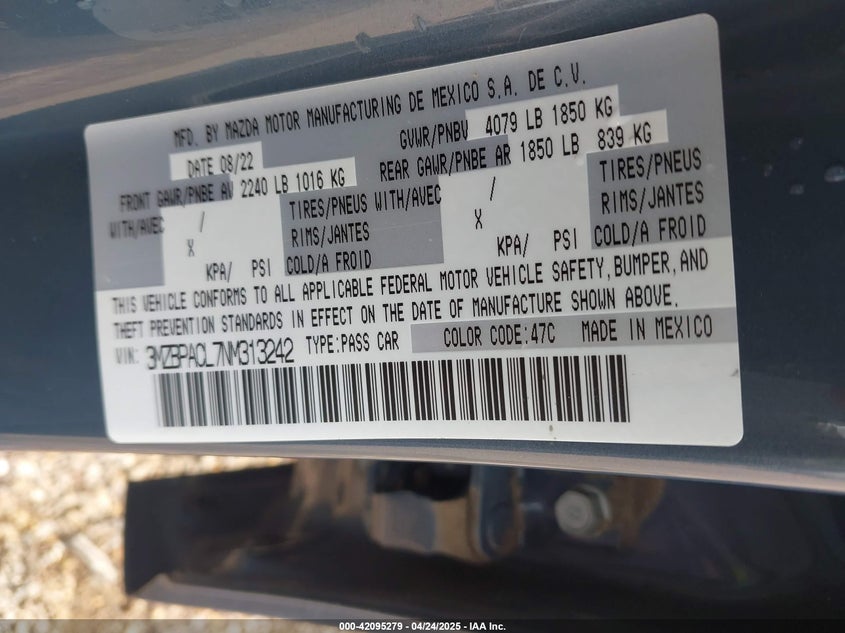 MFD. BY MAZDA MOTOR MANUFACTURING DE MEXICO S.A. DE C.V.
DATE 08/22 GVWR/PNBV 4079 LB 1850 KG
FRONT GAWR/PNBE AV 2240 LB 1016 KG REAR GAWR/PNBE AR 1850 LB 839 KG
WITH/AVEC / TIRES/PNEUS WITH/AVEC / TIRES/PNEUS
X RIMS/JANTES X RIMS/JANTES
KPA/ PSI COLD/A FROID KPA/ PSI COLD/A FROID
THIS VEHICLE CONFORMS TO ALL APPLICABLE FEDERAL MOTOR VEHICLE SAFETY, BUMPER, AND
THEFT PREVENTION STANDARDS IN EFFECT ON THE DATE OF MANUFACTURE SHOWN ABOVE.
VIN: 3MZBPACL7NM313242 TYPE:PASS CAR COLOR CODE:47C MADE IN MEXICO
000-42095279 - 04/24/2025 - IAA Inc.